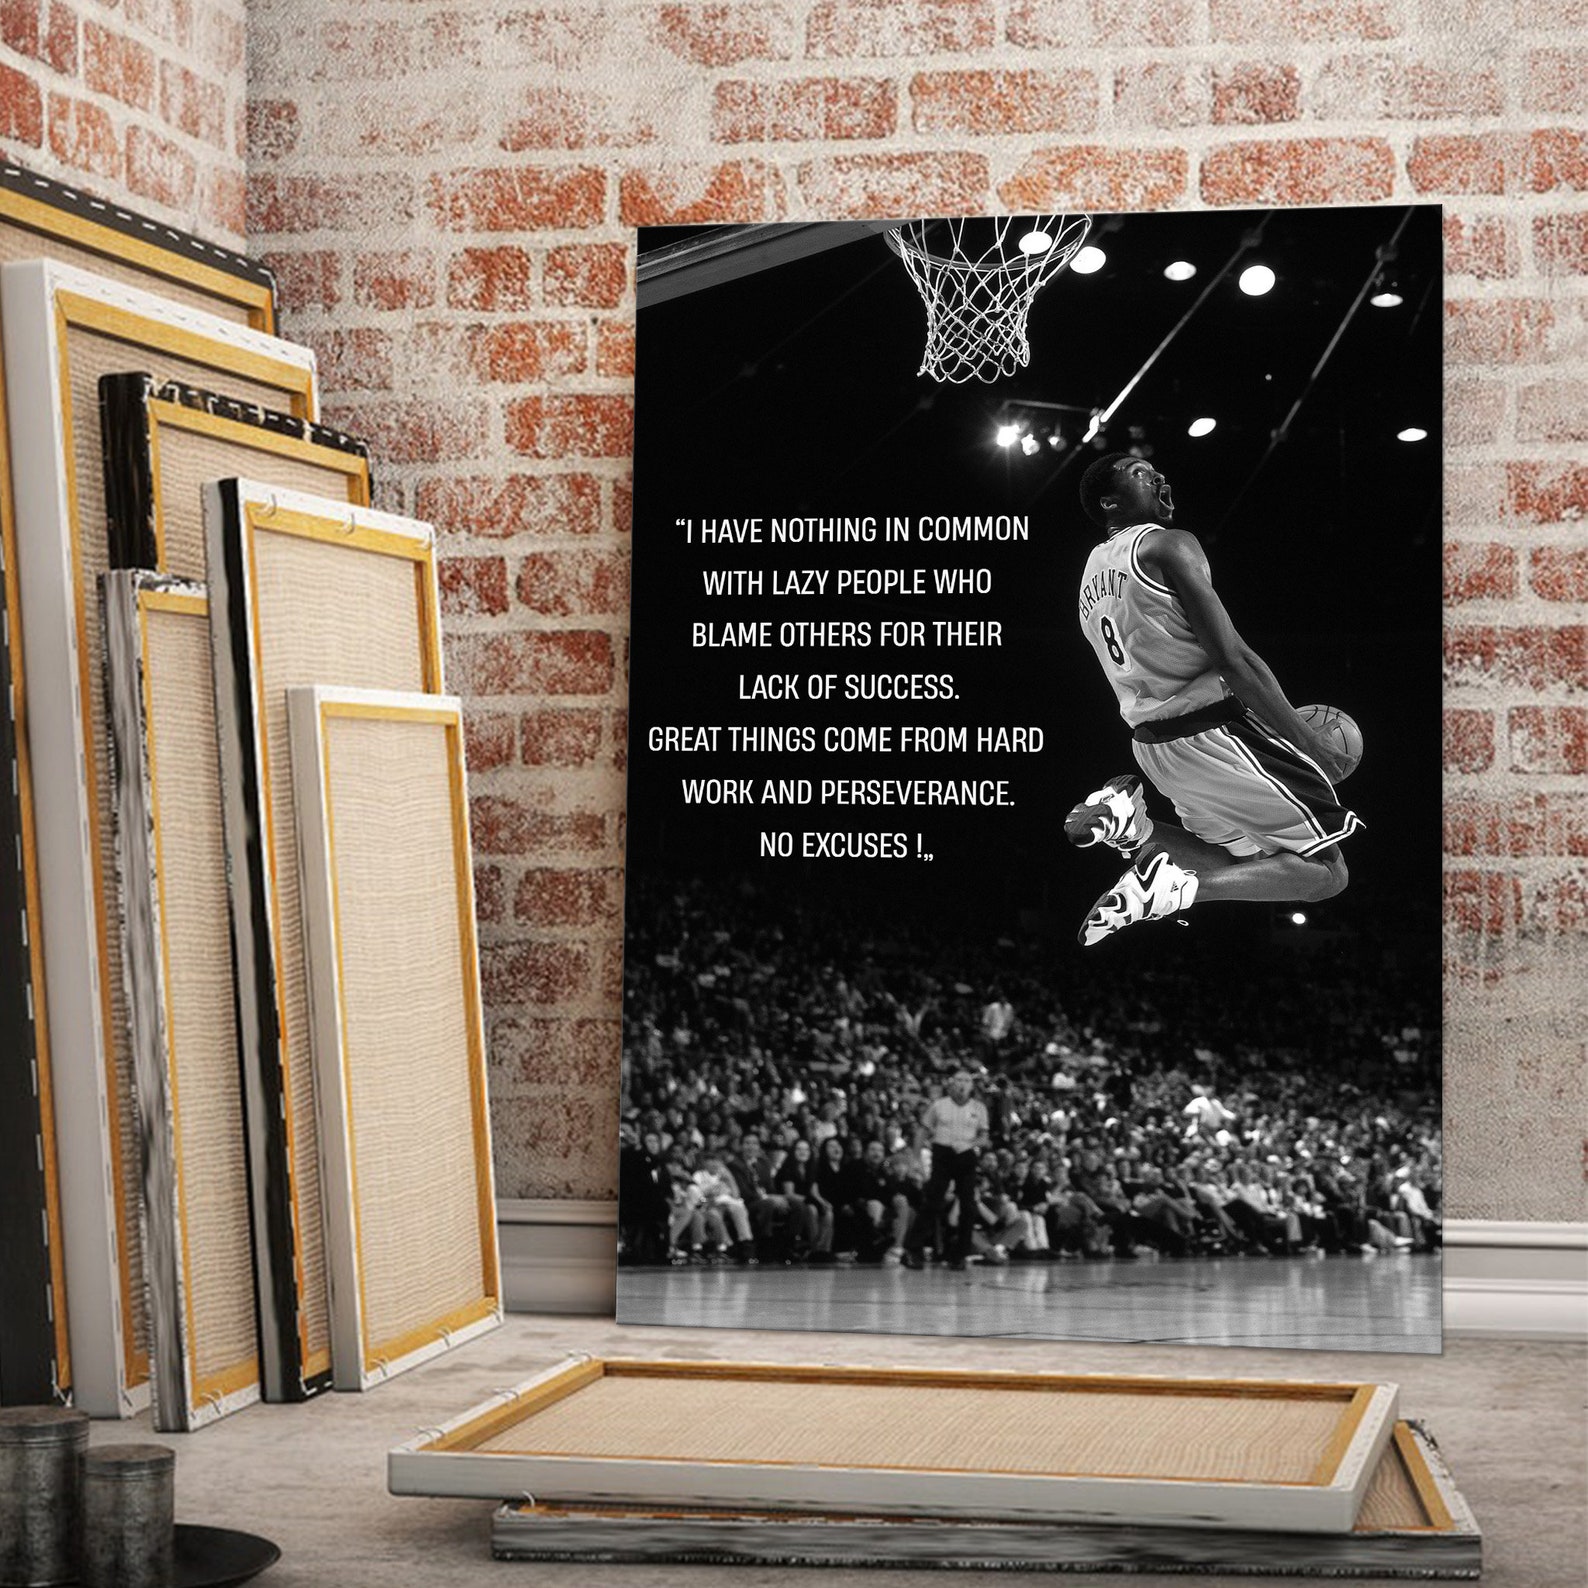 “I HAVE NOTHING IN COMMON
WITH LAZY PEOPLE WHO
BLAME OTHERS FOR THEIR
LACK OF SUCCESS.
GREAT THINGS COME FROM HARD
WORK AND PERSEVERANCE.
NO EXCUSES !„
BRYANT
8